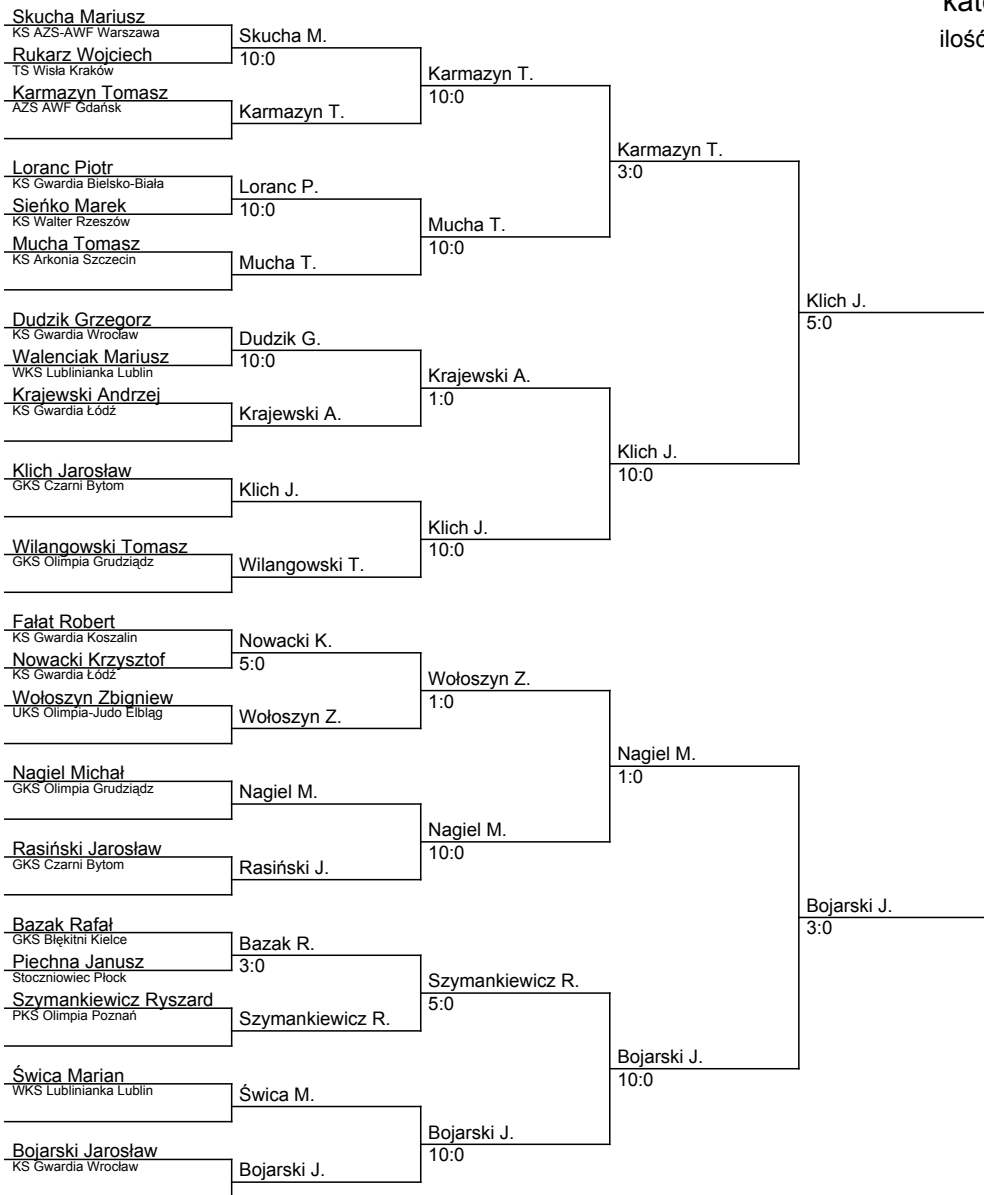 kat
ilość
Skucha Mariusz
KS AZS-AWF Warszawa
Rukarz Wojciech
TS Wisła Kraków
Karmazyn Tomasz
AZS AWF Gdańsk
Loranc Piotr
KS Gwardia Bielsko-Biała
Sieńko Marek
KS Walter Rzeszów
Mucha Tomasz
KS Arkonia Szczecin
Dudzik Grzegorz
KS Gwardia Wrocław
Walenciak Mariusz
WKS Lublinianka Lublin
Krajewski Andrzej
KS Gwardia Łódź
Klich Jarosław
GKS Czarni Bytom
Wilangowski Tomasz
GKS Olimpia Grudziądz
Fałat Robert
KS Gwardia Koszalin
Nowacki Krzysztof
KS Gwardia Łódź
Wołoszyn Zbigniew
UKS Olimpia-Judo Elbląg
Nagiel Michał
GKS Olimpia Grudziądz
Rasiński Jarosław
GKS Czarni Bytom
Bazak Rafał
GKS Błękitni Kielce
Piechna Janusz
Stoczniowiec Płock
Szymankiewicz Ryszard
PKS Olimpia Poznań
Świca Marian
WKS Lublinianka Lublin
Bojarski Jarosław
KS Gwardia Wrocław
Skucha M.
10:0
Karmazyn T.
Loranc P.
10:0
Mucha T.
Dudzik G.
10:0
Krajewski A.
Klich J.
Wilangowski T.
Nowacki K.
5:0
Wołoszyn Z.
Nagiel M.
Rasiński J.
Bazak R.
3:0
Szymankiewicz R.
Świca M.
Bojarski J.
Karmazyn T.
10:0
Mucha T.
10:0
Krajewski A.
1:0
Klich J.
10:0
Wołoszyn Z.
1:0
Nagiel M.
10:0
Szymankiewicz R.
5:0
Bojarski J.
10:0
Karmazyn T.
3:0
Klich J.
10:0
Nagiel M.
1:0
Bojarski J.
10:0
Klich J.
5:0
Bojarski J.
3:0